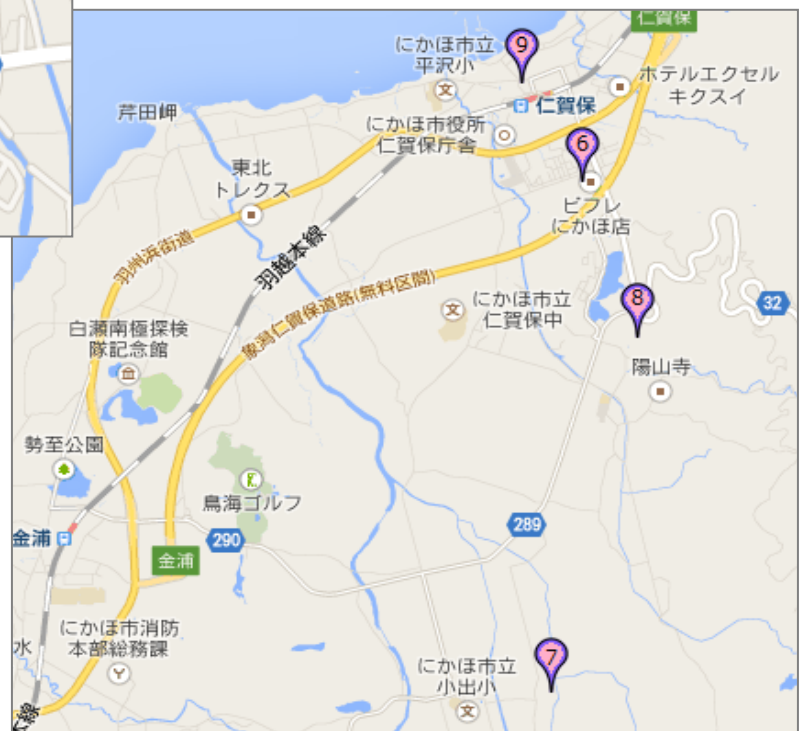 仁賀保
9
にかほ市立
平沢小
ホテルエクセル
キクスイ
仁賀保
芹田岬
にかほ市役所
仁賀保庁舎
6
東北
トレクス
ビフレ
にかほ店
羽州浜街道
羽越本線
象潟仁賀保道路(無料区間)
にかほ市立
仁賀保中
8
32
白瀬南極探検
隊記念館
陽山寺
勢至公園
鳥海ゴルフ
289
金浦
290
金浦
にかほ市消防
本部総務課
水
にかほ市立
小出小
7
本線